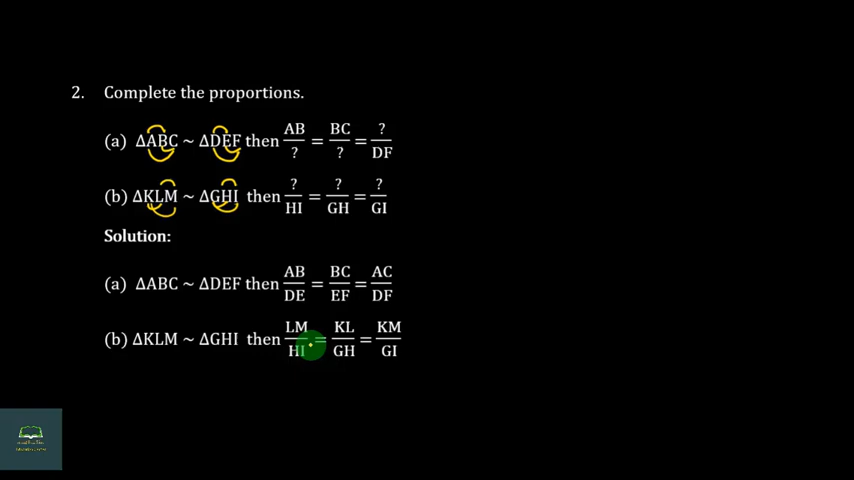 2. Complete the proportions.
(a) ΔABC ~ ΔDEF then AB/? = BC/? = ?/DF
(b) ΔKLM ~ ΔGHI then ?/HI = ?/GH = ?/GI
Solution:
(a) ΔABC ~ ΔDEF then AB/DE = BC/EF = AC/DF
(b) ΔKLM ~ ΔGHI then LM/HI = KL/GH = KM/GI